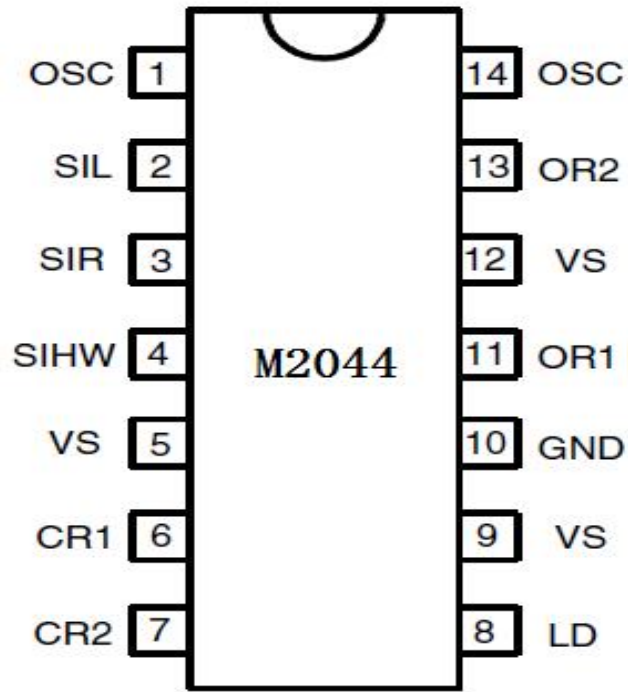 OSC 1 14 OSC
SIL 2 13 OR2
SIR 3 12 VS
SIHW 4 M2044 11 OR1
VS 5 10 GND
CR1 6 9 VS
CR2 7 8 LD